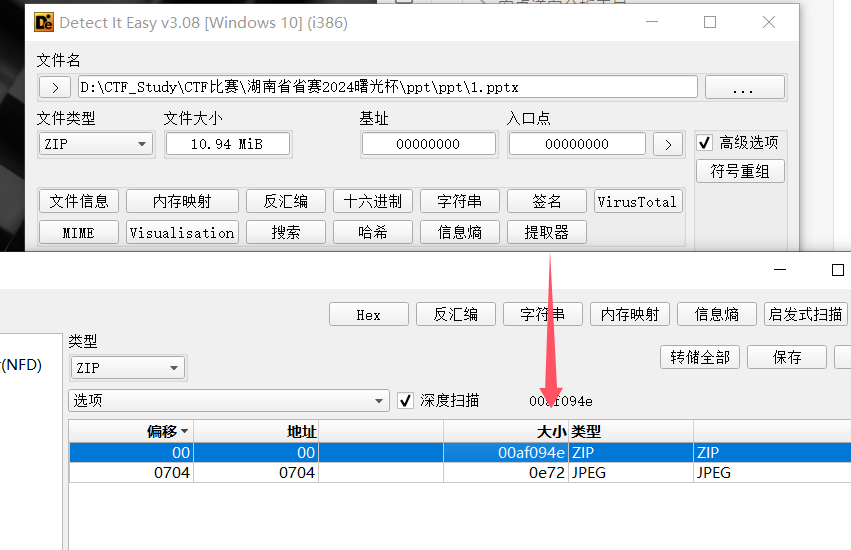 Detect It Easy v3.08 [Windows 10] (i386)
文件名
> D:\CTF_Study\CTF比赛\湖南省省赛2024曙光杯\ppt\ppt\1.pptx ...
文件类型 文件大小 基址 入口点
ZIP 10.94 MiB 00000000 00000000 > 高级选项
符号重组
文件信息 内存映射 反汇编 十六进制 字符串 签名 VirusTotal
MIME Visualisation 搜索 哈希 信息熵 提取器
Hex 反汇编 字符串 内存映射 信息熵 启发式扫描
类型
(NFD) ZIP 转储全部 保存
选项 深度扫描 00af094e
偏移 地址 大小 类型
00 00 00af094e ZIP ZIP
0704 0704 0e72 JPEG JPEG